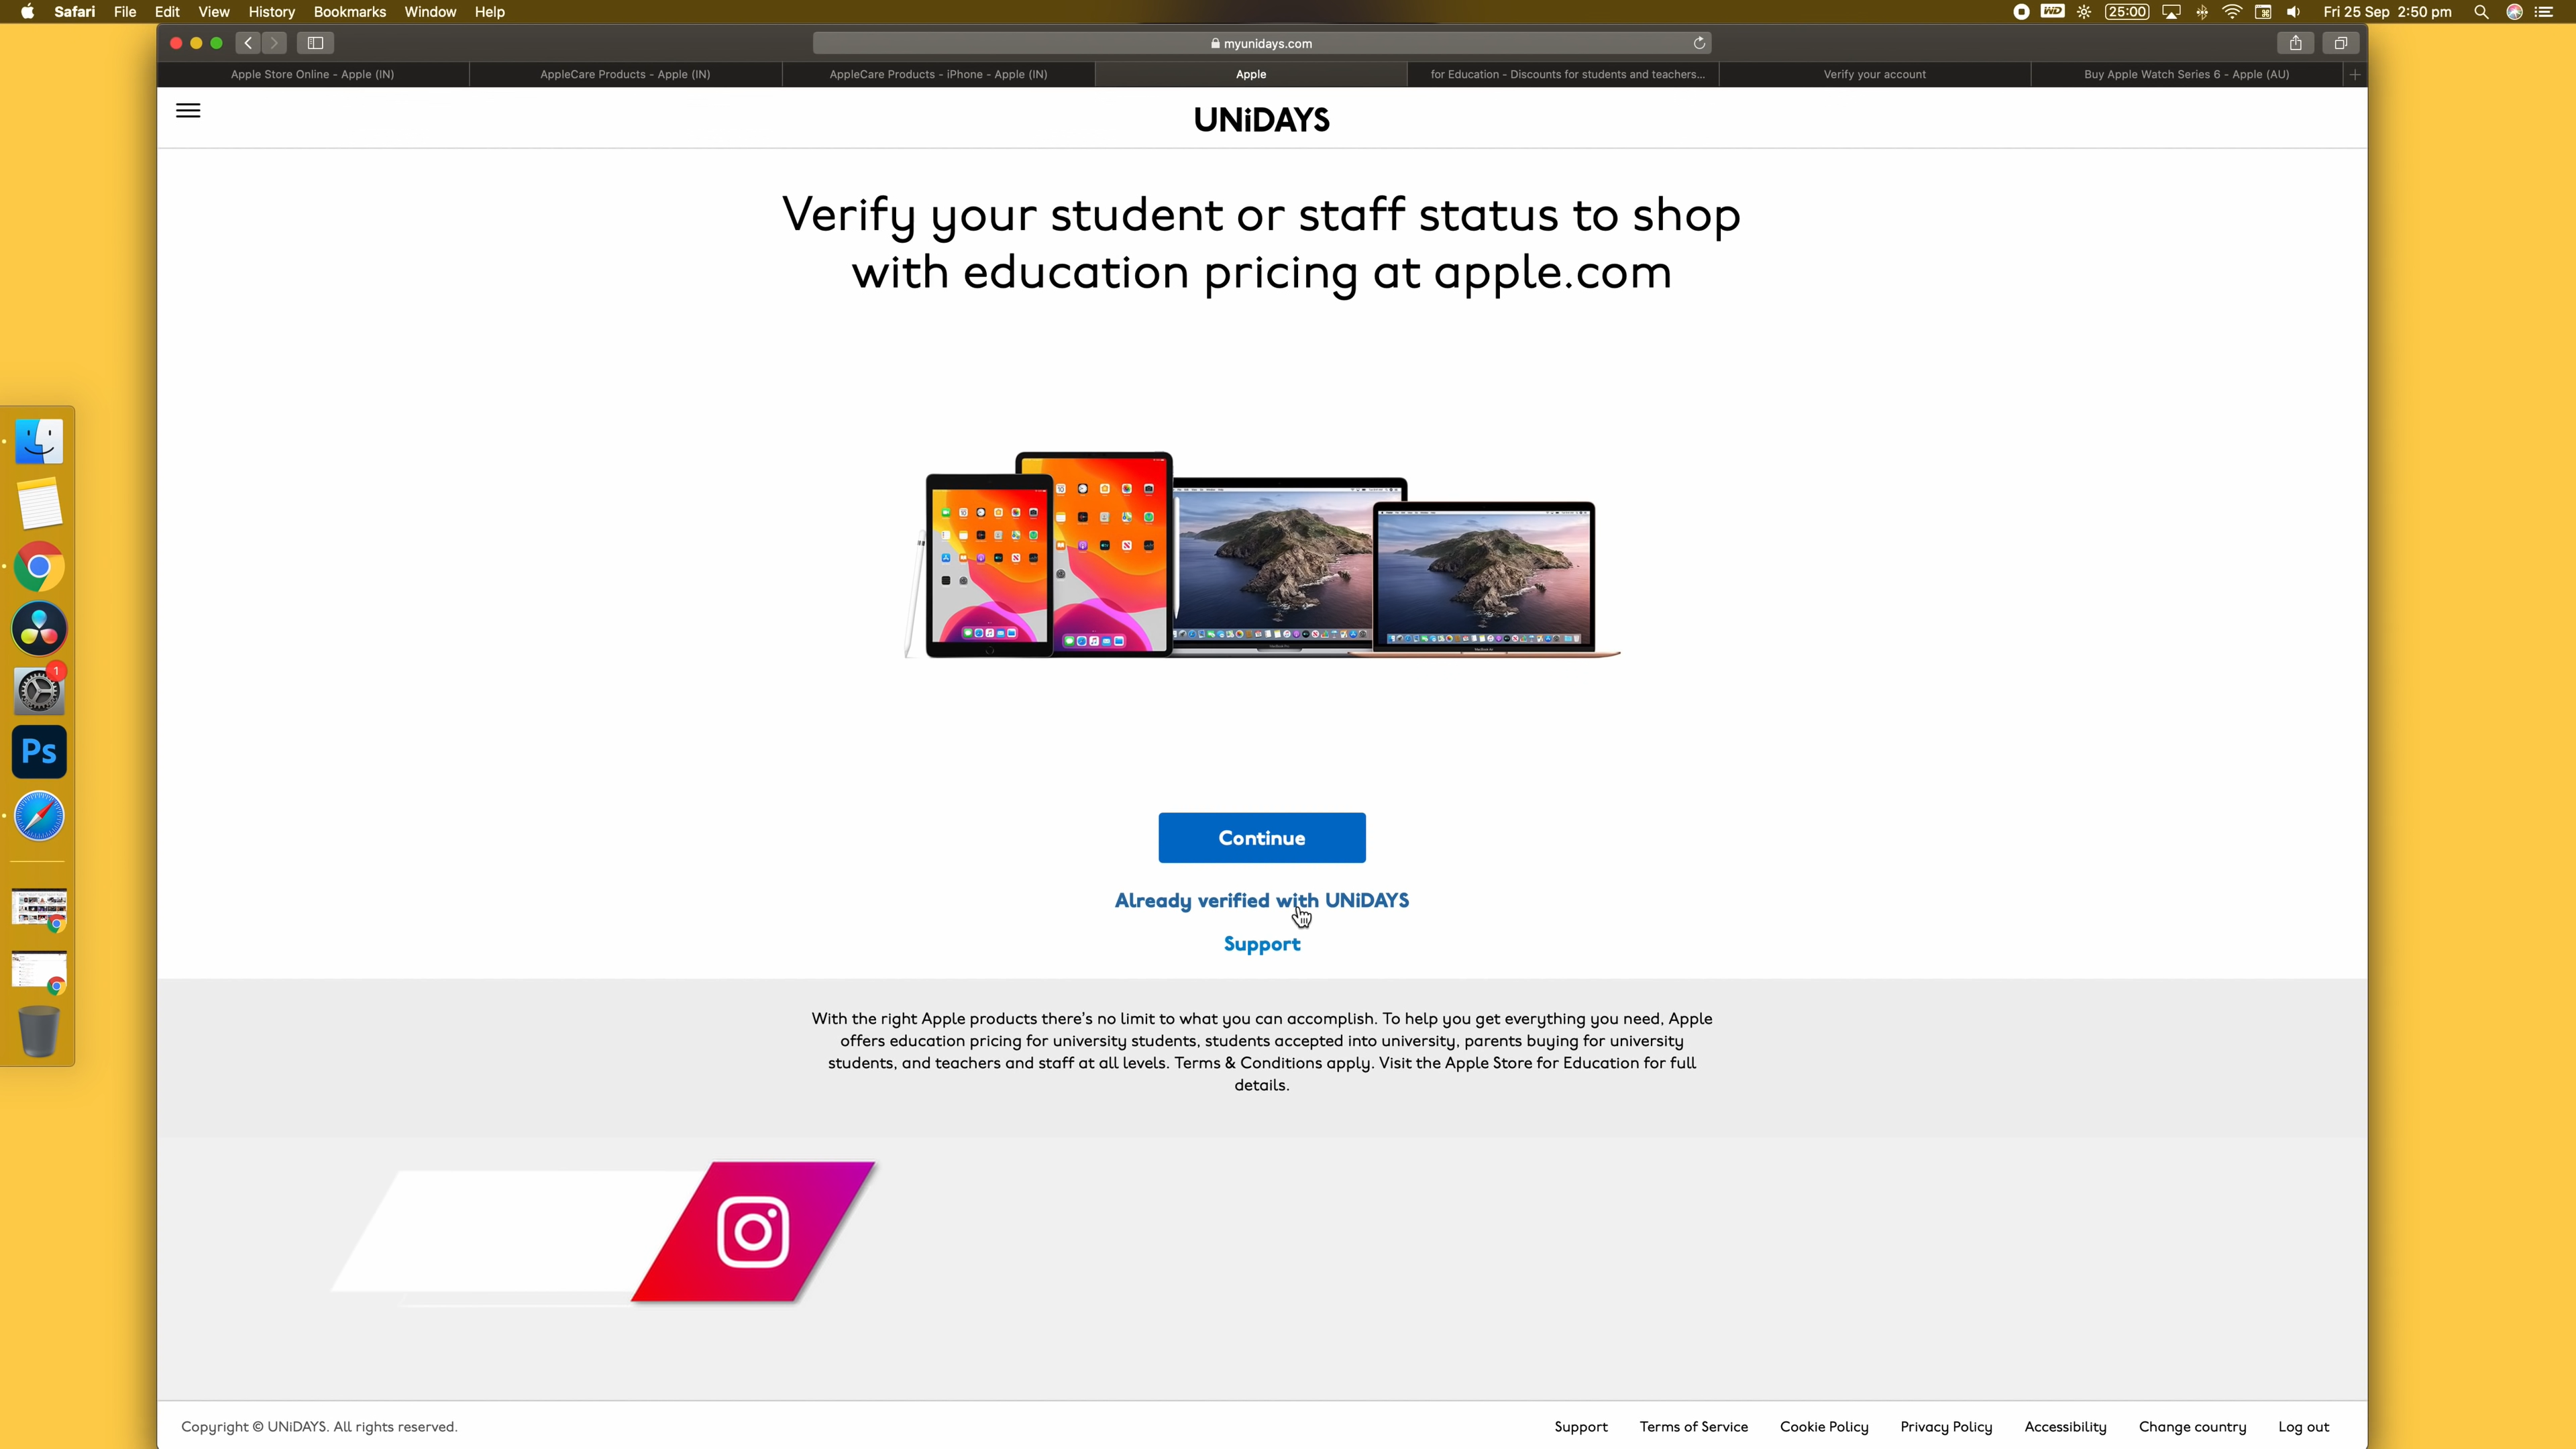 Safari File Edit View History Bookmarks Window Help
WD 25:00 Fri 25 Sep 2:50 pm
myunidays.com
Apple Store Online - Apple (IN) AppleCare Products - Apple (IN) AppleCare Products - iPhone - Apple (IN) Apple for Education - Discounts for students and teachers... Verify your account Buy Apple Watch Series 6 - Apple (AU)
UNiDAYS
Verify your student or staff status to shop
with education pricing at apple.com
1
Ps
Continue
Already verified with UNiDAYS
Support
With the right Apple products there's no limit to what you can accomplish. To help you get everything you need, Apple
offers education pricing for university students, students accepted into university, parents buying for university
students, and teachers and staff at all levels. Terms & Conditions apply. Visit the Apple Store for Education for full
details.
Copyright © UNiDAYS. All rights reserved. Support Terms of Service Cookie Policy Privacy Policy Accessibility Change country Log out